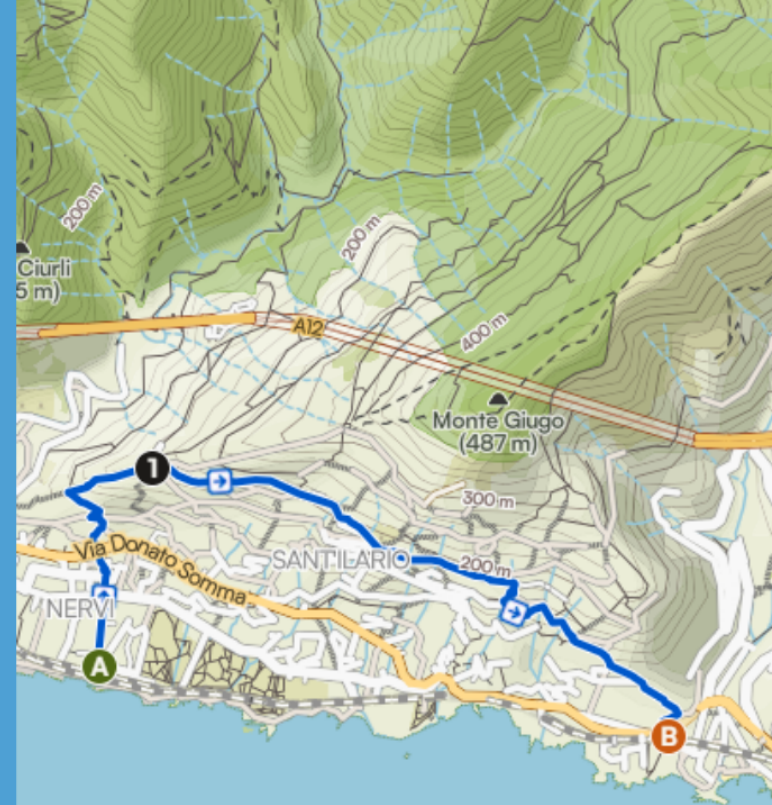 200 m
Ciurli
5 m)
200 m
A12
400 m
Monte Giugo
(487 m)
1
300 m
Via Donato Somma
SANT'ILARIO
200 m
NERVI
A
B